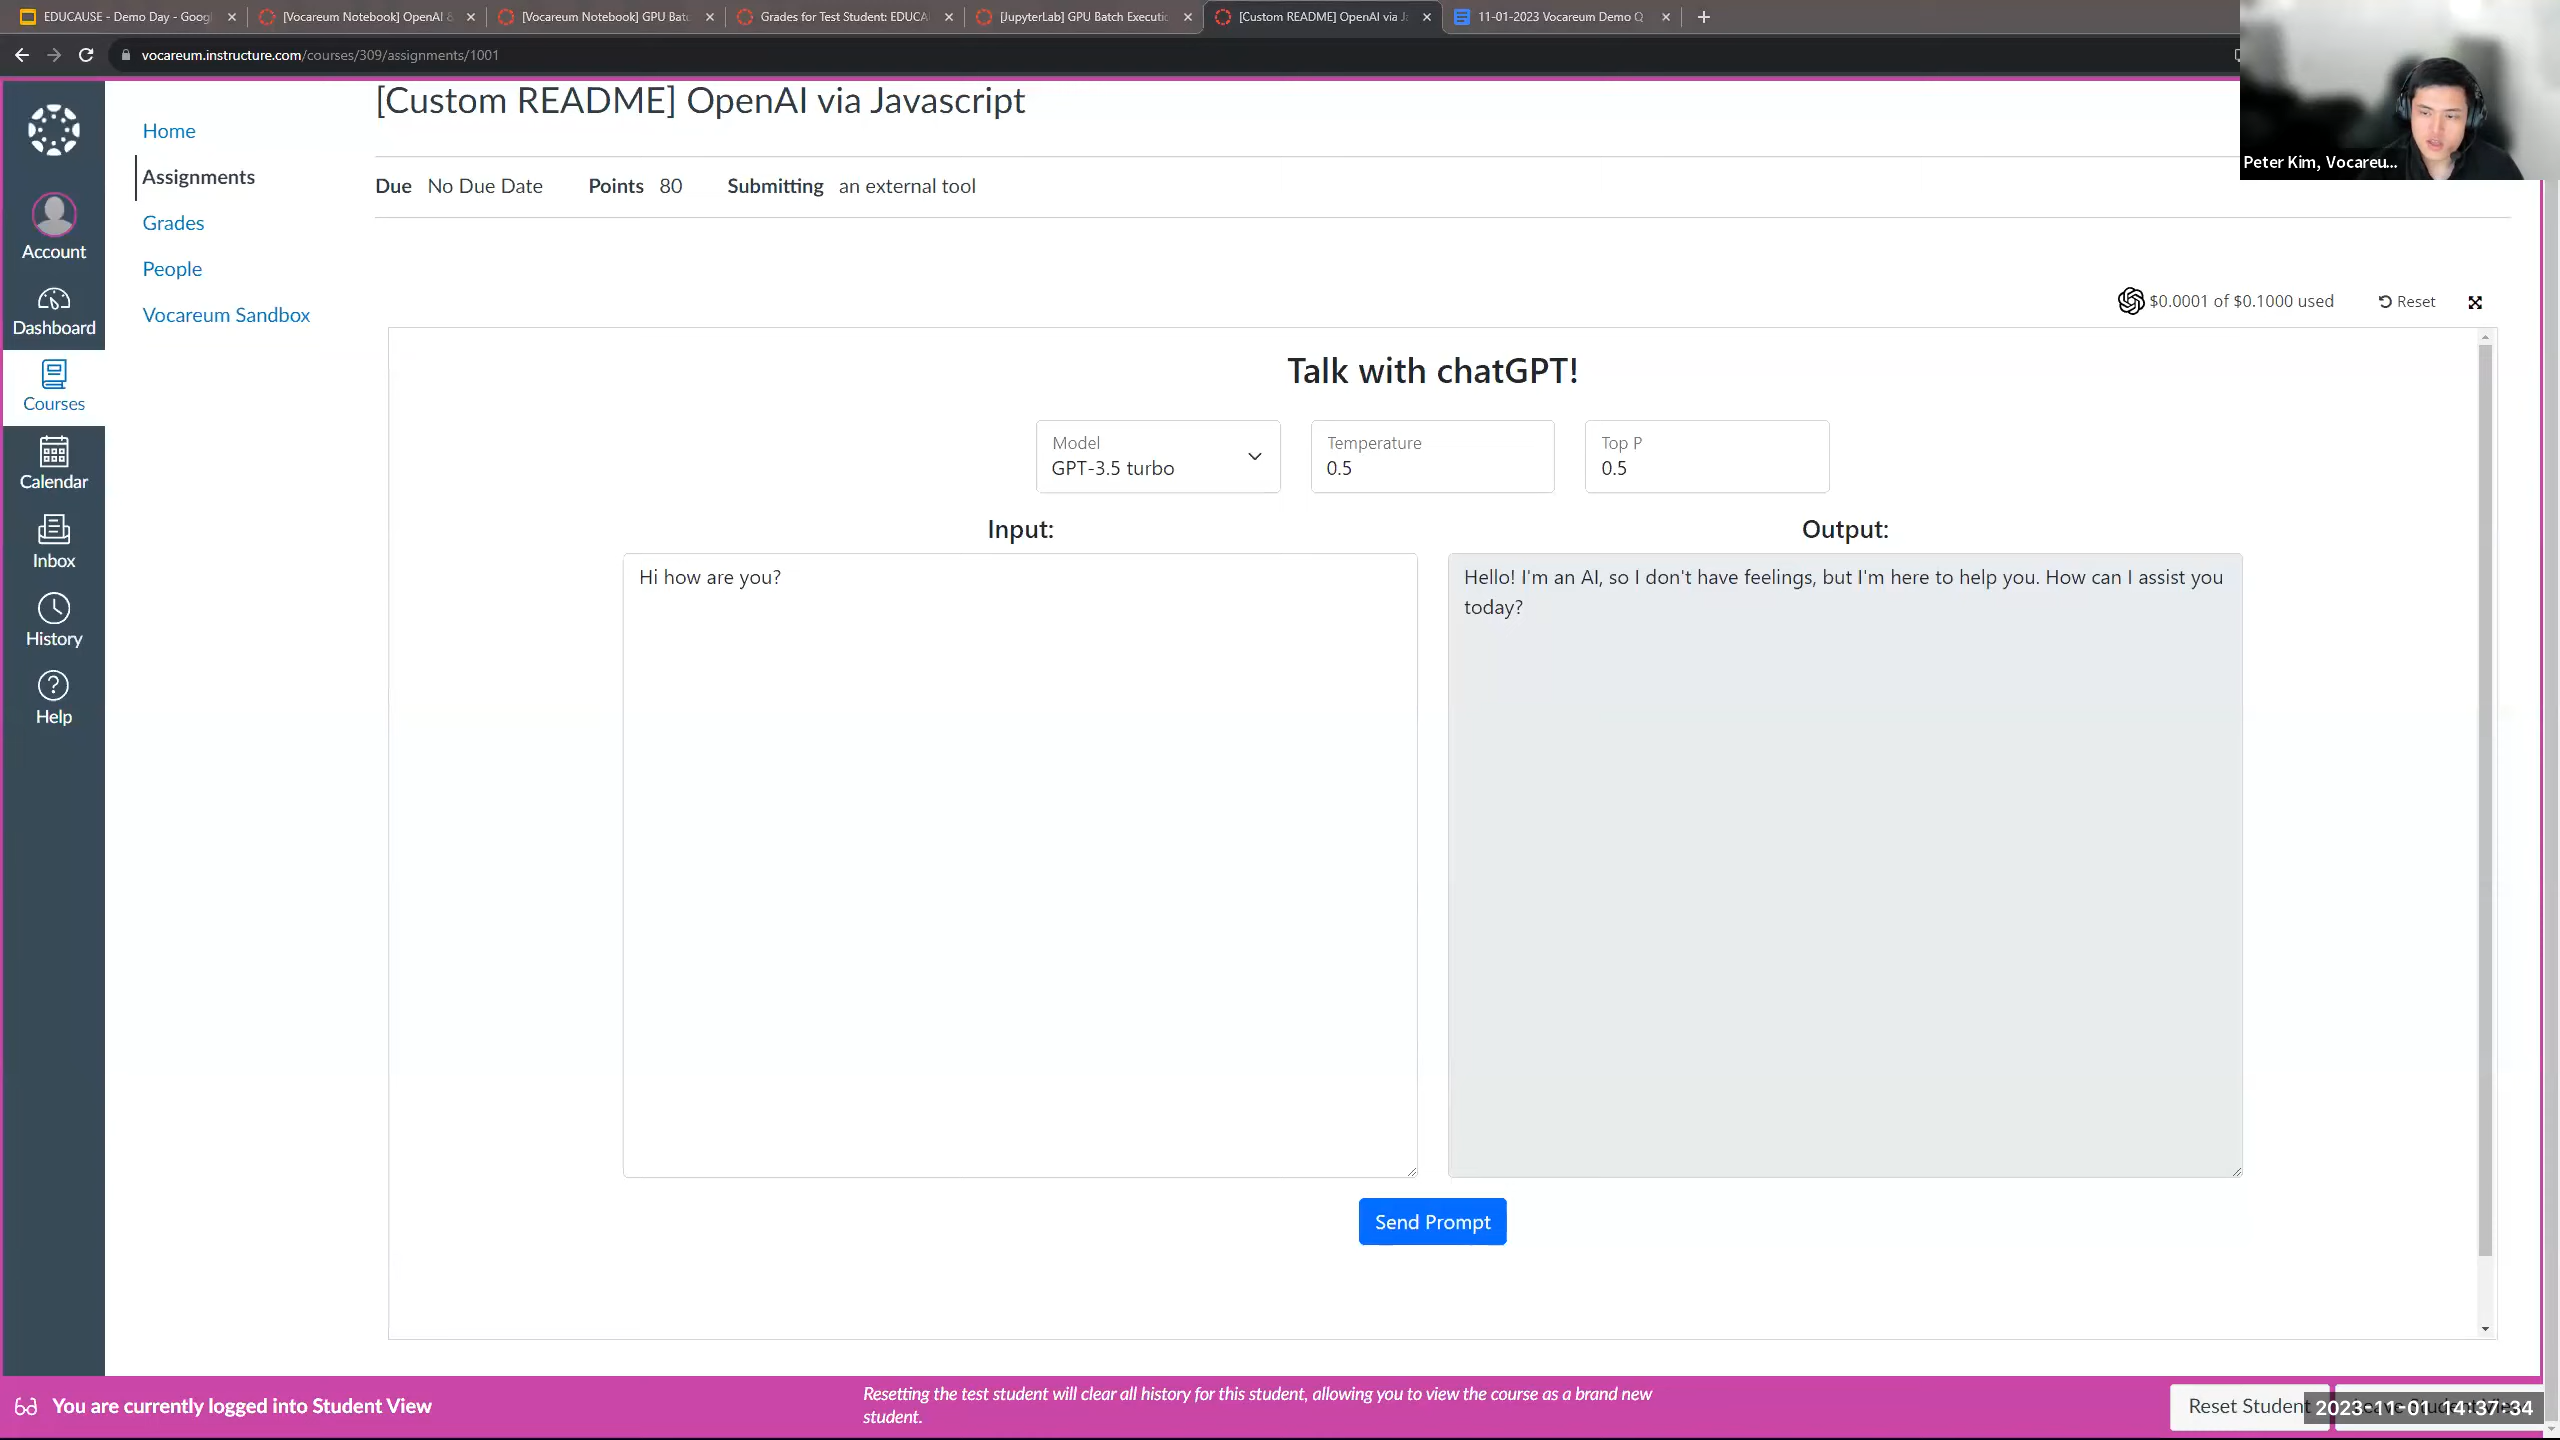 EDUCAUSE - Demo Day - Goog
[Vocareum Notebook] OpenAI &
[Vocareum Notebook] GPU Bat
Grades for Test Student: EDUCA
[JupyterLab] GPU Batch Executi
[Custom README] OpenAI via Ja
11-01-2023 Vocareum Demo Q
vocareum.instructure.com/courses/309/assignments/1001
Peter Kim, Vocareu...
Account
Dashboard
Courses
Calendar
Inbox
History
Help
Home
Assignments
Grades
People
Vocareum Sandbox
[Custom README] OpenAI via Javascript
Due No Due Date Points 80 Submitting an external tool
$0.0001 of $0.1000 used Reset
Talk with chatGPT!
Model
GPT-3.5 turbo
Temperature
0.5
Top P
0.5
Input:
Hi how are you?
Output:
Hello! I'm an AI, so I don't have feelings, but I'm here to help you. How can I assist you
today?
Send Prompt
You are currently logged into Student View
Resetting the test student will clear all history for this student, allowing you to view the course as a brand new
student.
Reset Student
2023-11-01 14:37:34